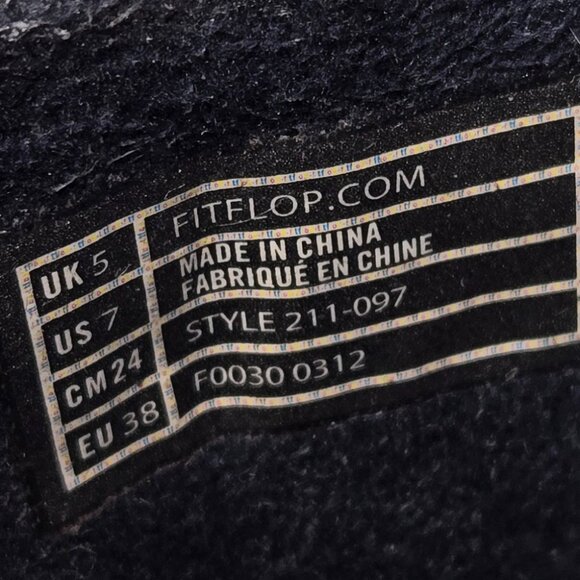 UK 5
US 7
CM 24
EU 38
FITFLOP.COM
MADE IN CHINA
FABRIQUÉ EN CHINE
STYLE 211-097
F0030 0312